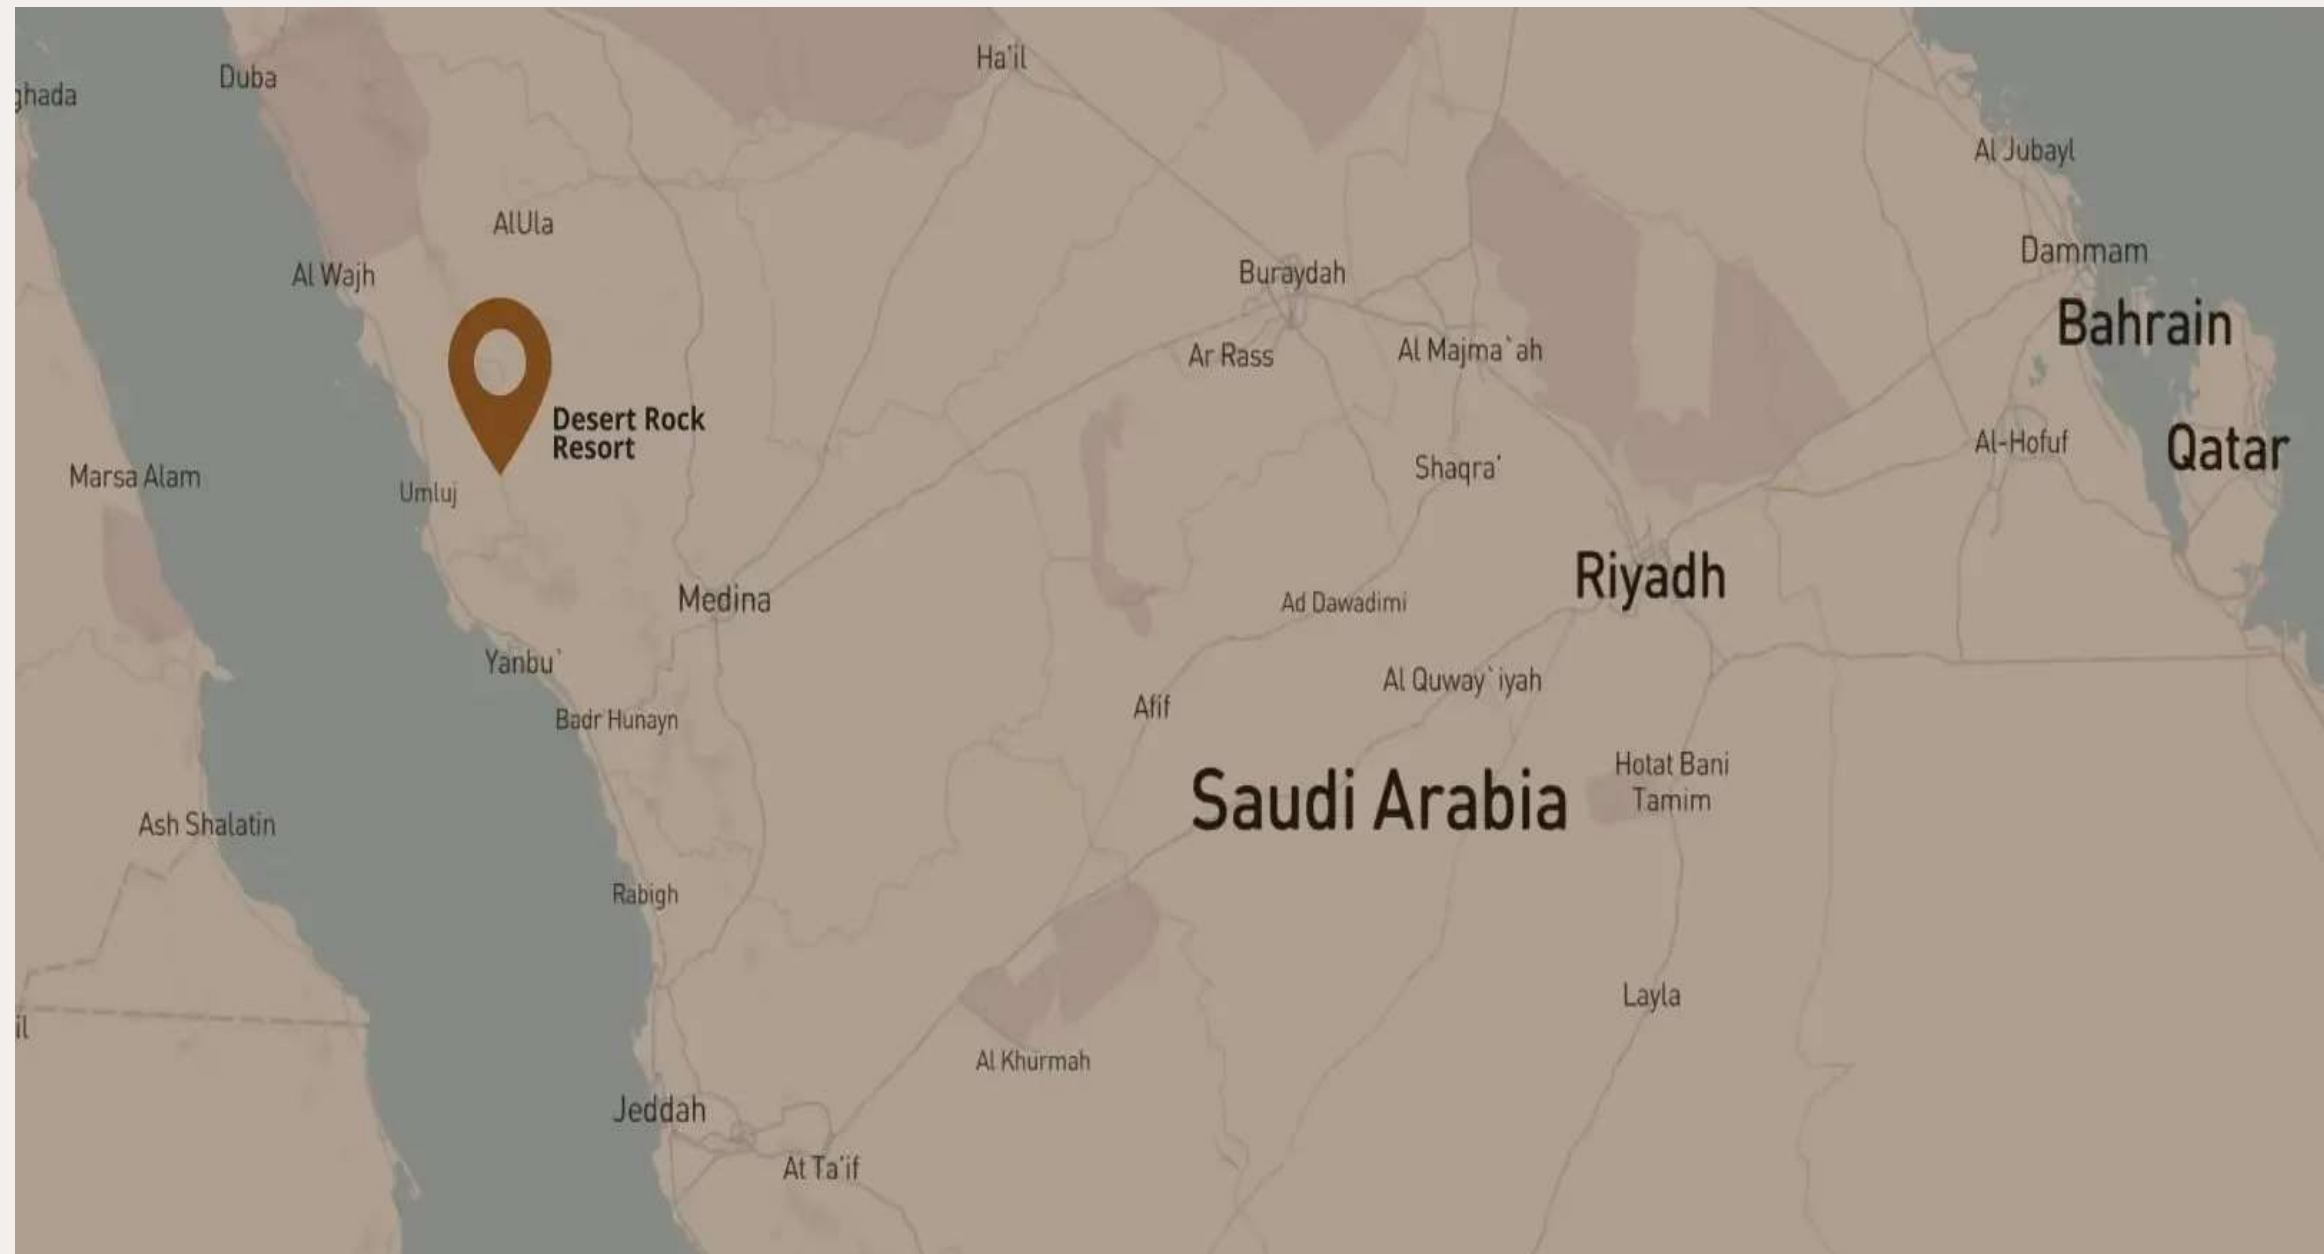 Duba
Ha'il
ghada
Al Jubayl
AlUla
Al Wajh
Buraydah
Dammam
Bahrain
Ar Rass
Al Majma`ah
Desert Rock
Resort
Al-Hofuf
Qatar
Marsa Alam
Umluj
Shaqra'
Riyadh
Medina
Ad Dawadimi
Yanbu`
Al Quway`iyah
Badr Hunayn
Afif
Saudi Arabia
Hotat Bani
Tamim
Ash Shalatin
Rabigh
Layla
il
Al Khurmah
Jeddah
At Ta'if